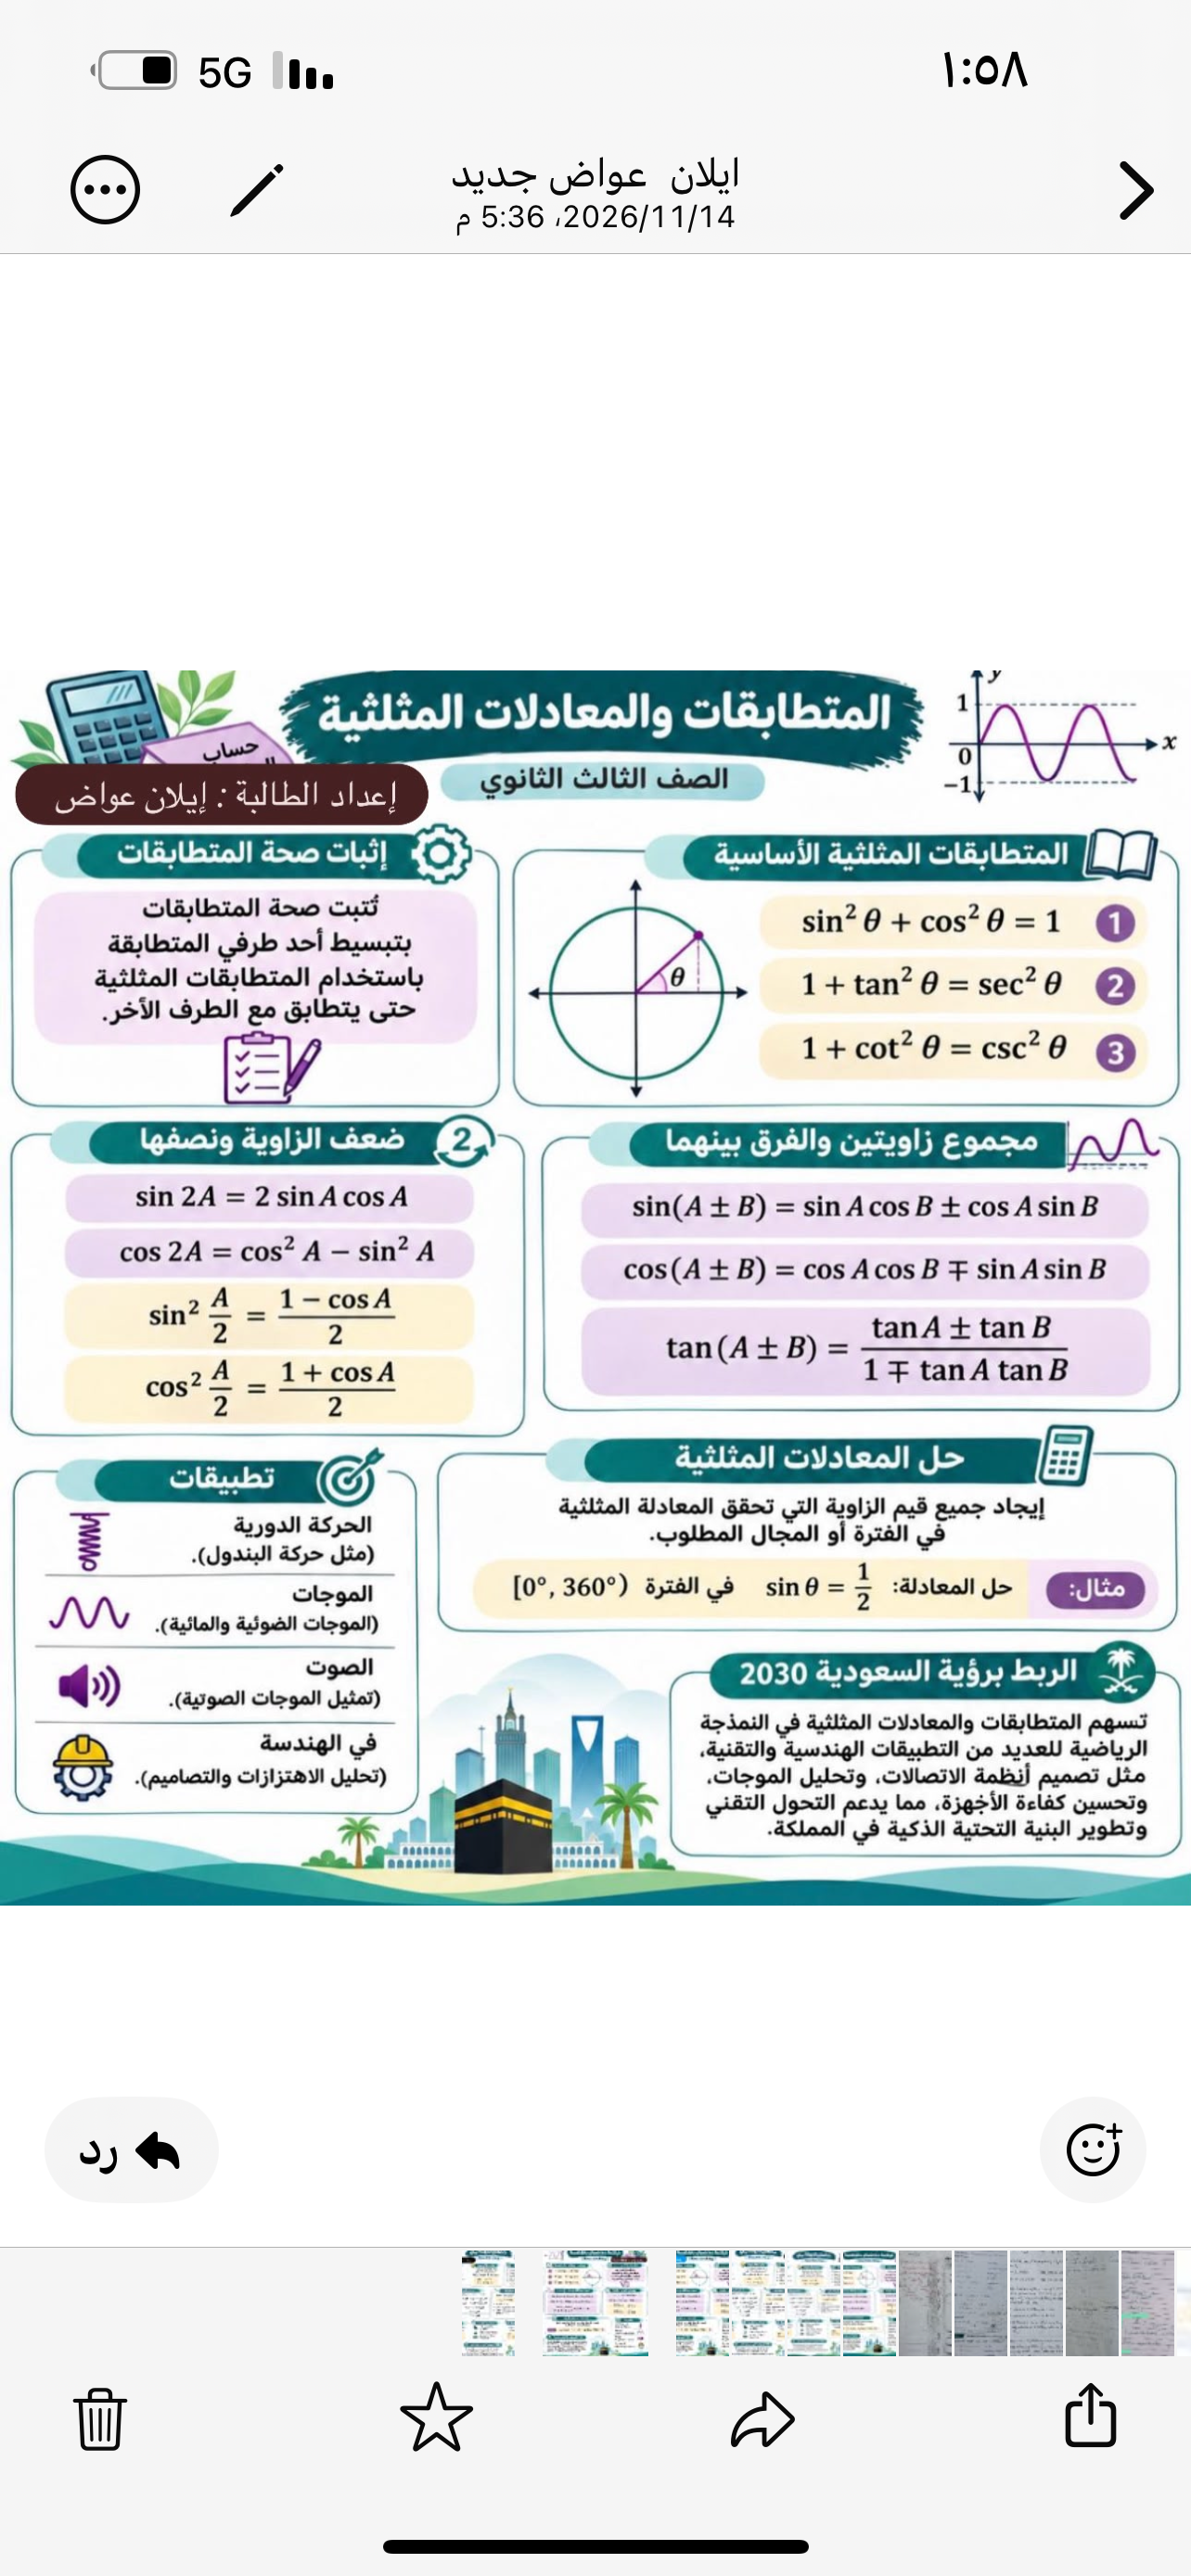 ١:٥٨
5G
ايلان عواض جديد
2026/11/14، 5:36 م
المتطابقات والمعادلات المثلثية
الصف الثالث الثانوي
حساب
إعداد الطالبة : إيلان عواض
y
1
0
-1
x
المتطابقات المثلثية الأساسية
1 sin² θ + cos² θ = 1
2 1 + tan² θ = sec² θ
3 1 + cot² θ = csc² θ
θ
إثبات صحة المتطابقات
تُتبت صحة المتطابقات
بتبسيط أحد طرفي المتطابقة
باستخدام المتطابقات المثلثية
حتى يتطابق مع الطرف الأخر.
مجموع زاويتين والفرق بينهما
sin(A ± B) = sin A cos B ± cos A sin B
cos(A ± B) = cos A cos B ∓ sin A sin B
tan(A ± B) = (tan A ± tan B) / (1 ∓ tan A tan B)
2 ضعف الزاوية ونصفها
sin 2A = 2 sin A cos A
cos 2A = cos² A − sin² A
sin² A/2 = (1 − cos A) / 2
cos² A/2 = (1 + cos A) / 2
حل المعادلات المثلثية
إيجاد جميع قيم الزاوية التي تحقق المعادلة المثلثية
في الفترة أو المجال المطلوب.
مثال: حل المعادلة: sin θ = 1/2 في الفترة [0°, 360°)
تطبيقات
الحركة الدورية
(مثل حركة البندول).
الموجات
(الموجات الضوئية والمائية).
الصوت
(تمثيل الموجات الصوتية).
في الهندسة
(تحليل الاهتزازات والتصاميم).
الربط برؤية السعودية 2030
تسهم المتطابقات والمعادلات المثلثية في النمذجة
الرياضية للعديد من التطبيقات الهندسية والتقنية،
مثل تصميم أنظمة الاتصالات، وتحليل الموجات،
وتحسين كفاءة الأجهزة، مما يدعم التحول التقني
وتطوير البنية التحتية الذكية في المملكة.
رد